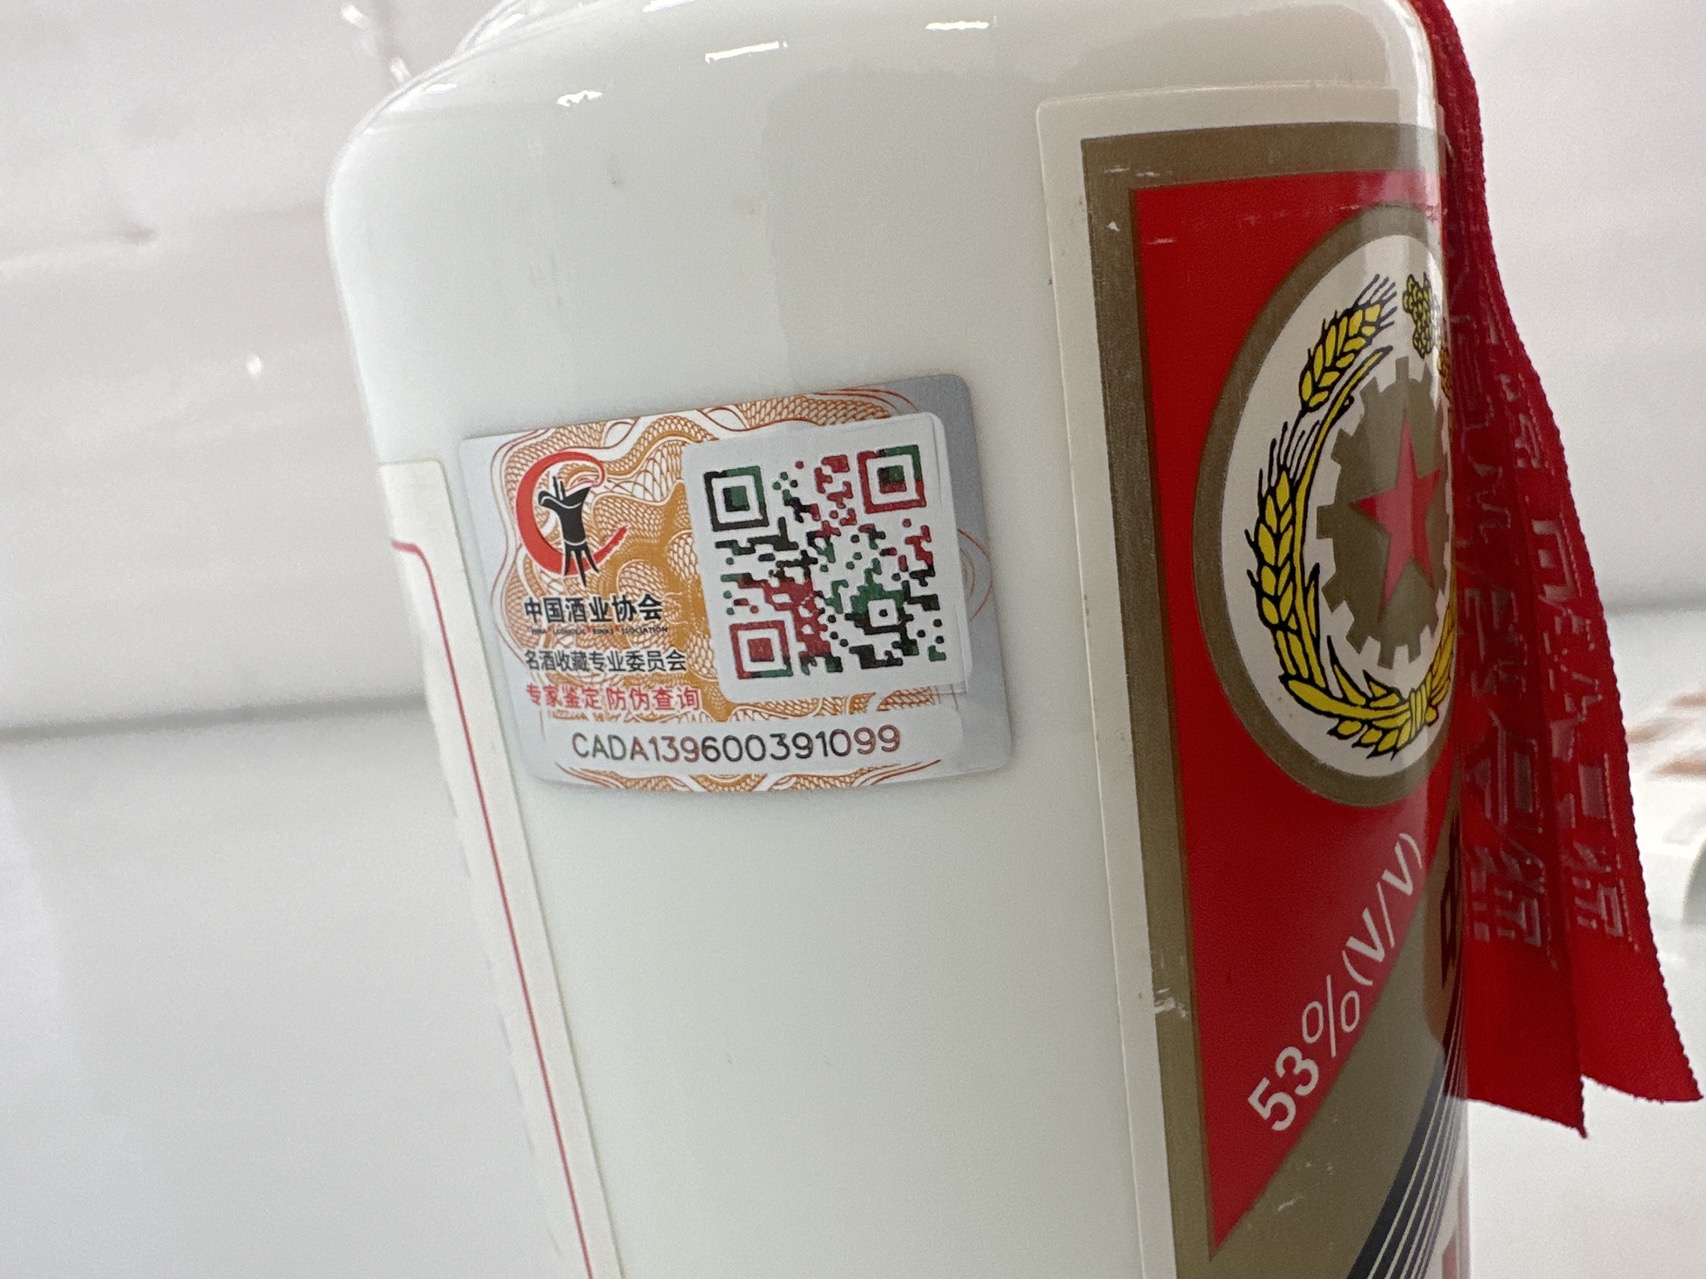 中国酒业协会
名酒收藏专业委员会
专家鉴定 防伪查询
CADA139600391099
53%(V/V)